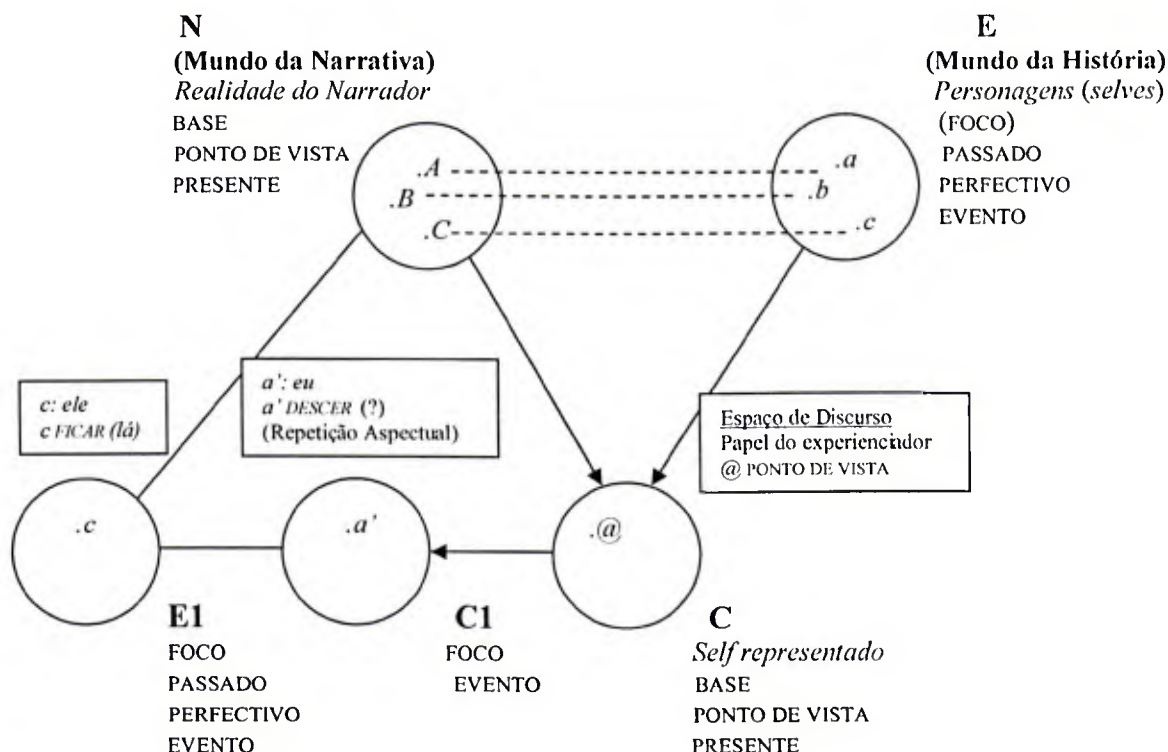 N
(Mundo da Narrativa)
Realidade do Narrador
BASE
PONTO DE VISTA
PRESENTE
E
(Mundo da História)
Personagens (selves)
(FOCO)
PASSADO
PERFECTIVO
EVENTO
.A
.B
.C
.a
.b
.c
c: ele
c FICAR (lá)
a': eu
a' DESCER (?)
(Repetição Aspectual)
Espaço de Discurso
Papel do experienciador
@ PONTO DE VISTA
.c
.a'
.@
E1
FOCO
PASSADO
PERFECTIVO
EVENTO
C1
FOCO
EVENTO
C
Self representado
BASE
PONTO DE VISTA
PRESENTE